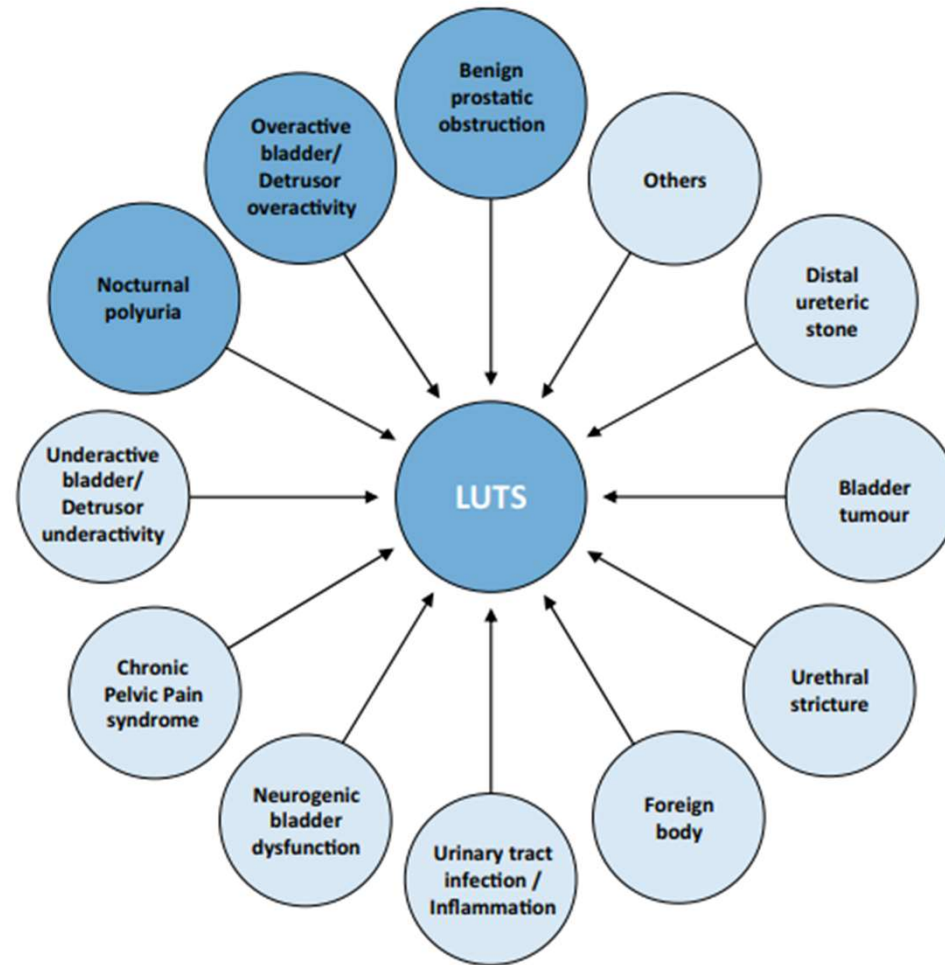 Benign
prostatic
obstruction
Others
Distal
ureteric
stone
Bladder
tumour
Urethral
stricture
Foreign
body
Urinary tract
infection /
Inflammation
Neurogenic
bladder
dysfunction
Chronic
Pelvic Pain
syndrome
Underactive
bladder/
Detrusor
underactivity
Nocturnal
polyuria
Overactive
bladder/
Detrusor
overactivity
LUTS